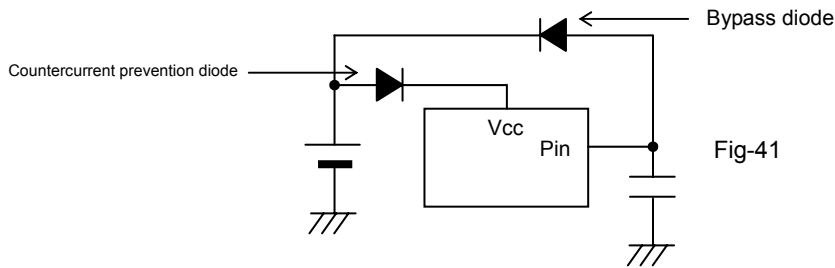 Bypass diode
Countercurrent prevention diode
Vcc
Pin
Fig-41